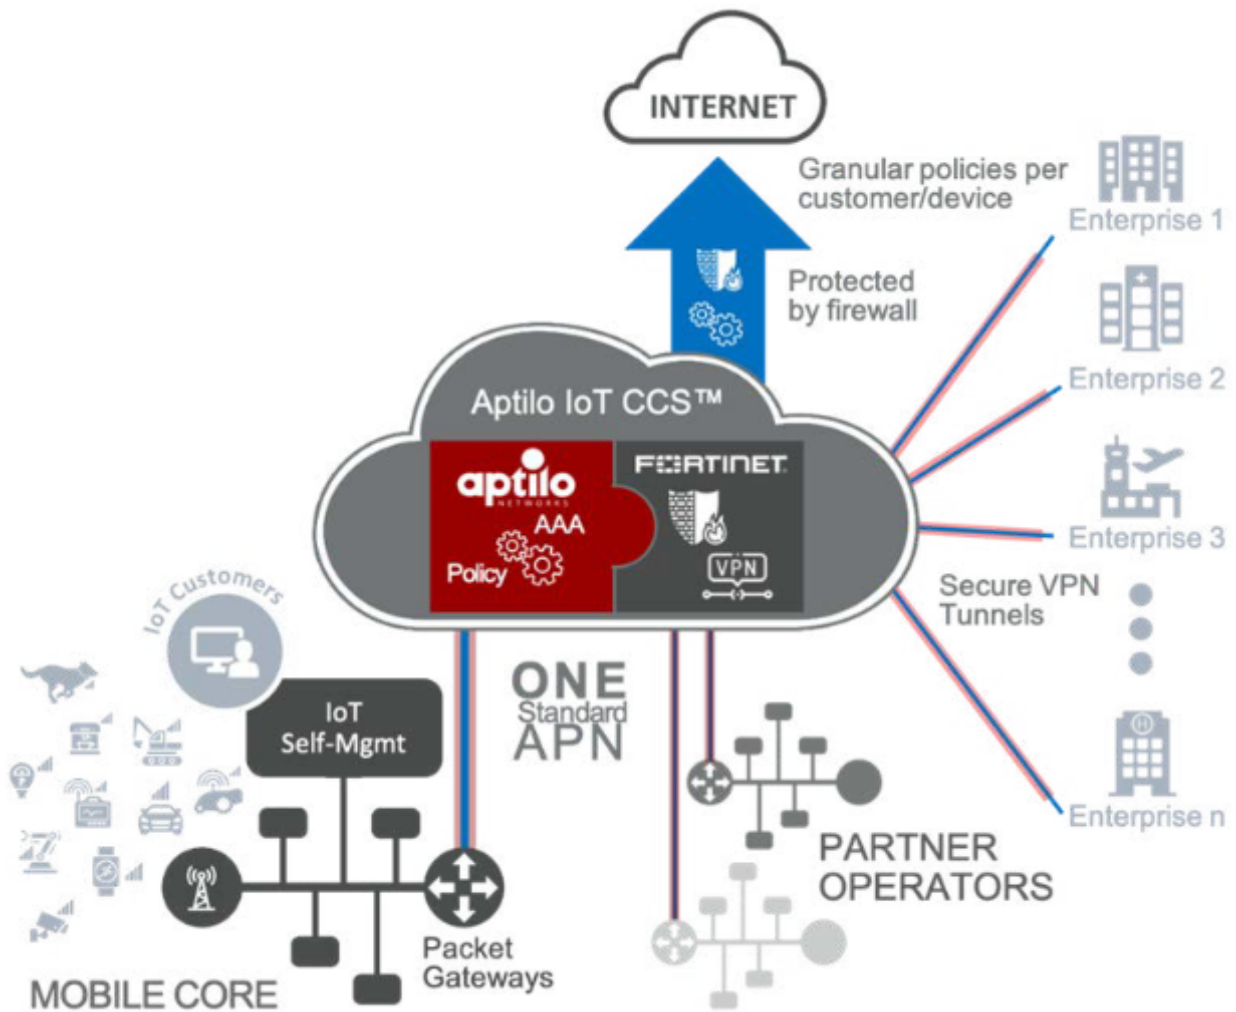 INTERNET
Granular policies per
customer/device
Enterprise 1
Protected
by firewall
Enterprise 2
Aptilo IoT CCS™
aptilo
NETWORKS
AAA
Policy
FORTINET
VPN
Enterprise 3
Secure VPN
Tunnels
IoT Customers
IoT
Self-Mgmt
ONE
Standard
APN
Enterprise n
PARTNER
OPERATORS
Packet
Gateways
MOBILE CORE